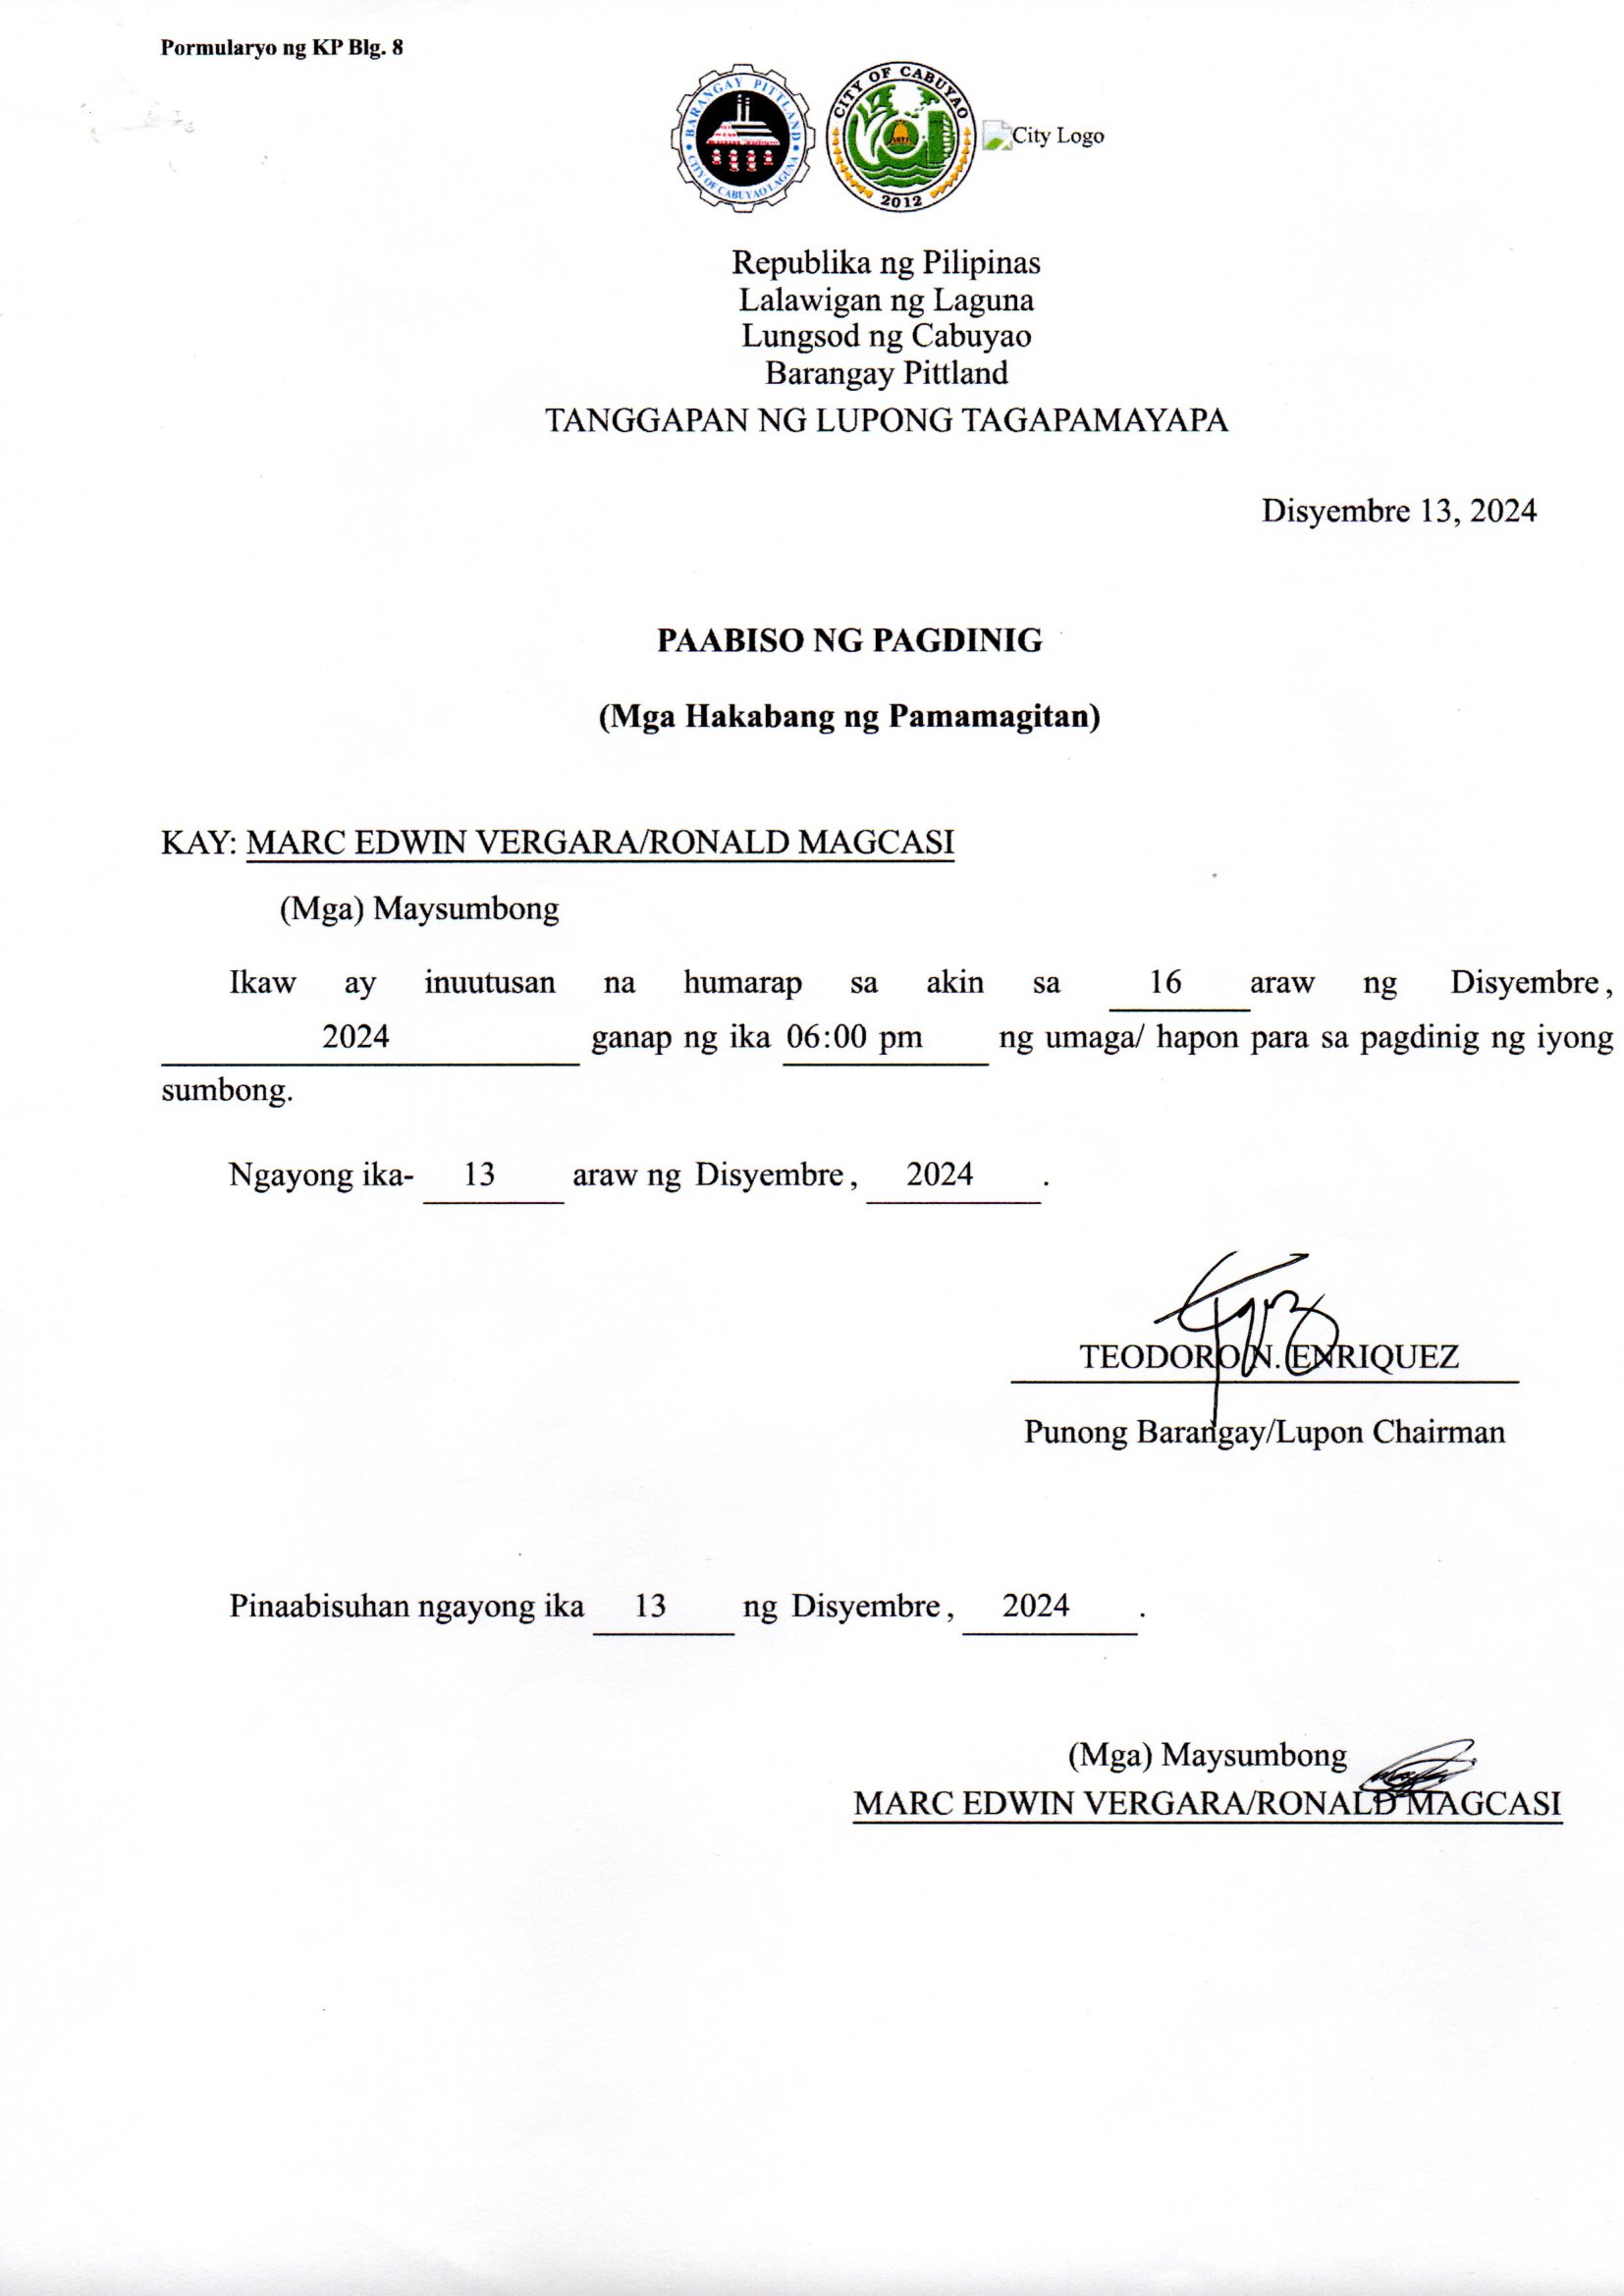 Pormularyo ng KP Blg. 8
BARANGAY PITTLAND
CITY OF CABUYAO LAGUNA
CITY OF CABUYAO
2012
City Logo
Republika ng Pilipinas
Lalawigan ng Laguna
Lungsod ng Cabuyao
Barangay Pittland
TANGGAPAN NG LUPONG TAGAPAMAYAPA
Disyembre 13, 2024
PAABISO NG PAGDINIG
(Mga Hakabang ng Pamamagitan)
KAY: MARC EDWIN VERGARA/RONALD MAGCASI
(Mga) Maysumbong
Ikaw ay inuutusan na humarap sa akin sa 16 araw ng Disyembre,
2024 ganap ng ika 06:00 pm ng umaga/ hapon para sa pagdinig ng iyong
sumbong.
Ngayong ika- 13 araw ng Disyembre, 2024.
TEODORO N. ENRIQUEZ
Punong Barangay/Lupon Chairman
Pinaabisuhan ngayong ika 13 ng Disyembre, 2024.
(Mga) Maysumbong
MARC EDWIN VERGARA/RONALD MAGCASI